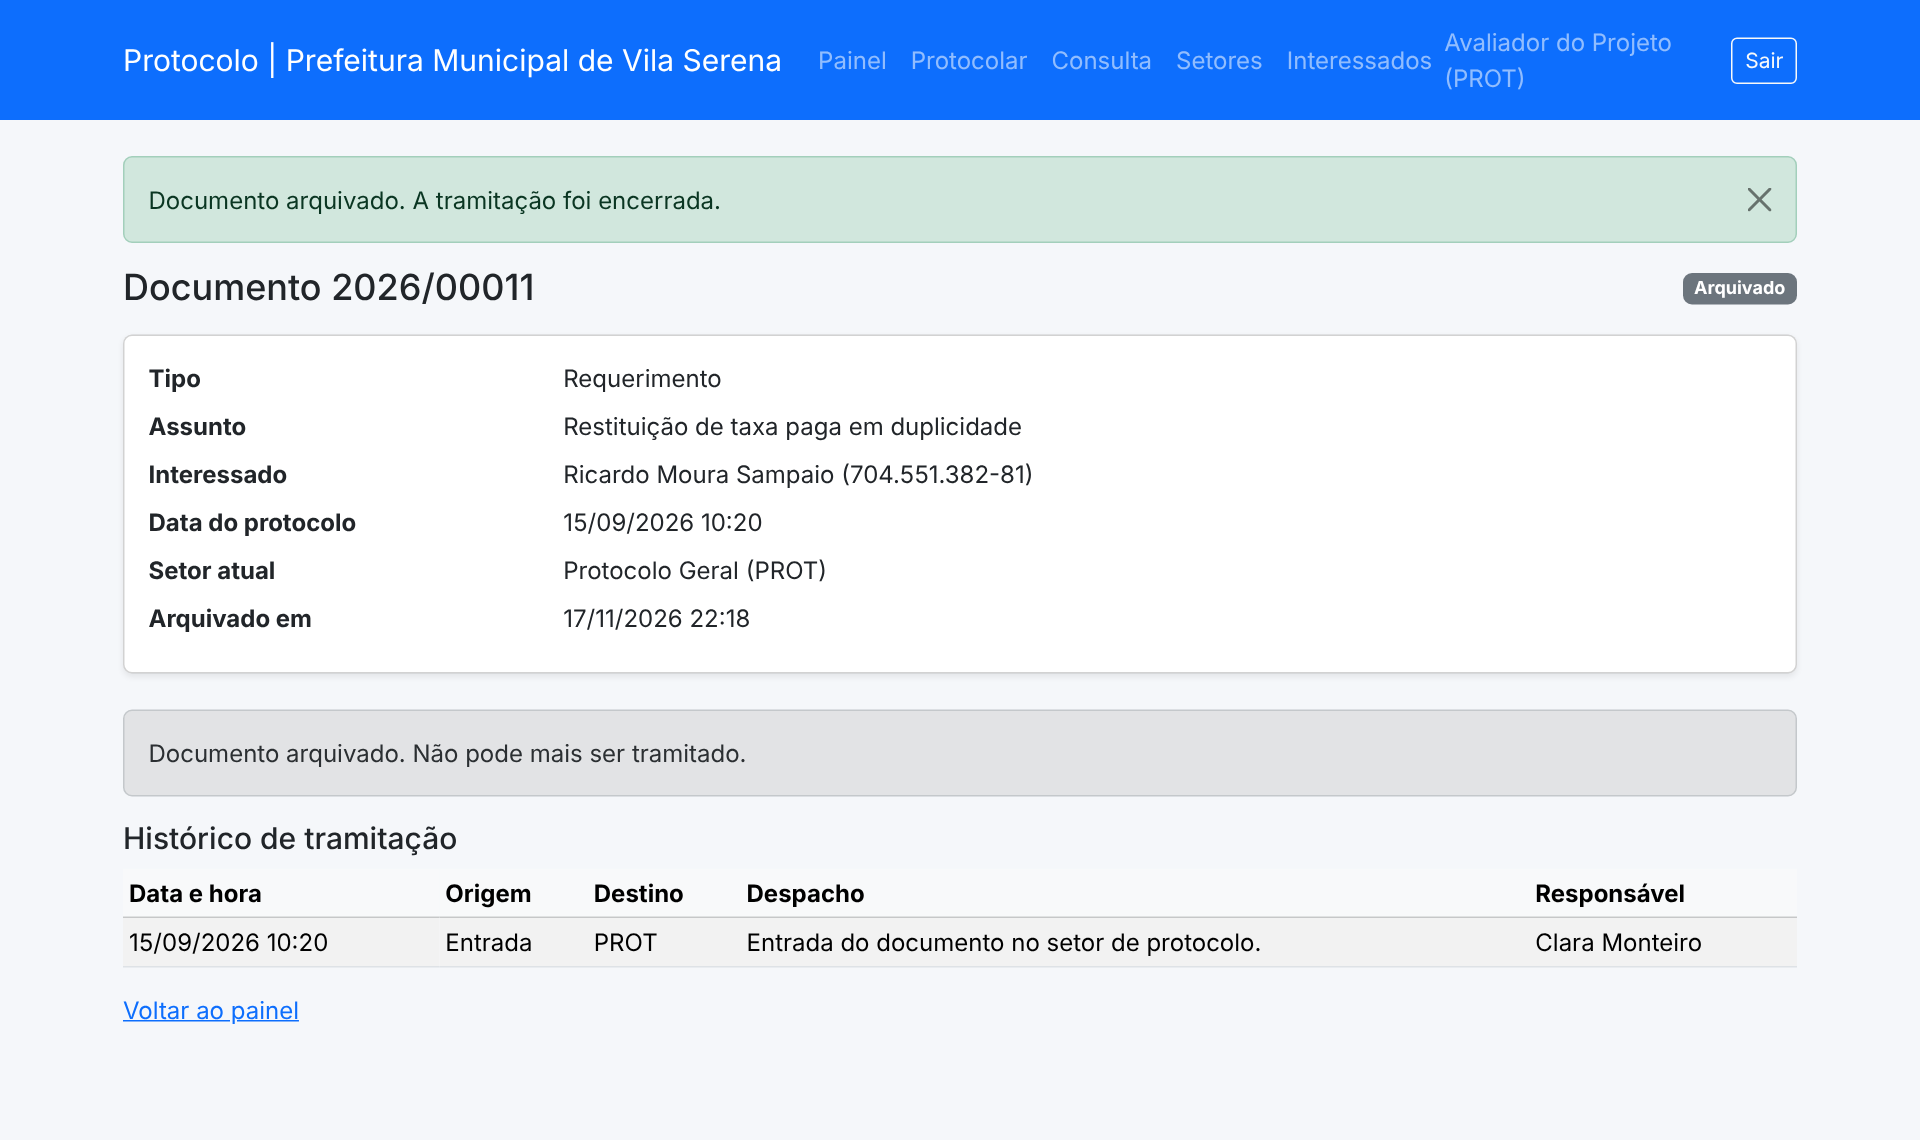 Protocolo | Prefeitura Municipal de Vila Serena Painel Protocolar Consulta Setores Interessados Avaliador do Projeto (PROT) Sair
Documento arquivado. A tramitação foi encerrada.
Documento 2026/00011 Arquivado
Tipo Requerimento
Assunto Restituição de taxa paga em duplicidade
Interessado Ricardo Moura Sampaio (704.551.382-81)
Data do protocolo 15/09/2026 10:20
Setor atual Protocolo Geral (PROT)
Arquivado em 17/11/2026 22:18
Documento arquivado. Não pode mais ser tramitado.
Histórico de tramitação
Data e hora Origem Destino Despacho Responsável
15/09/2026 10:20 Entrada PROT Entrada do documento no setor de protocolo. Clara Monteiro
Voltar ao painel